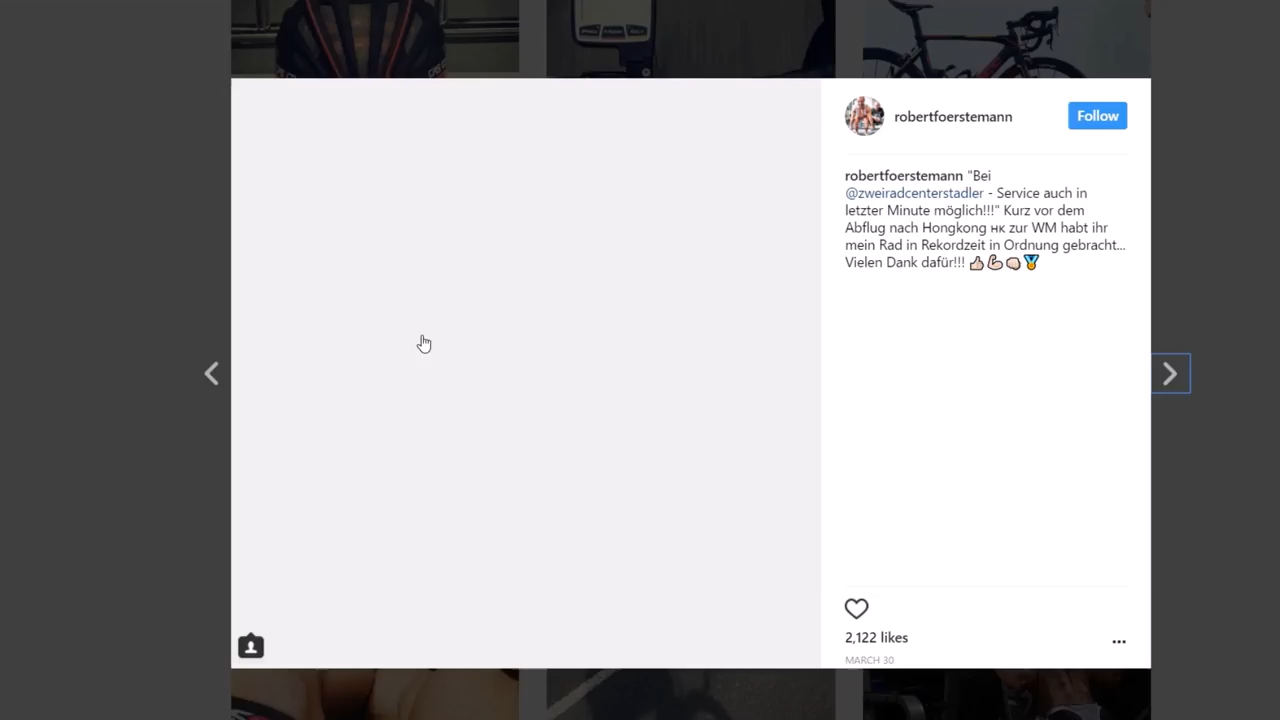 robertfoerstemann
Follow
robertfoerstemann "Bei
@zweiradcenterstadler - Service auch in
letzter Minute möglich!!!" Kurz vor dem
Abflug nach Hongkong нк zur WM habt ihr
mein Rad in Rekordzeit in Ordnung gebracht...
Vielen Dank dafür!!! 👍🏻💪🏻👊🏻🏅
2,122 likes
MARCH 30